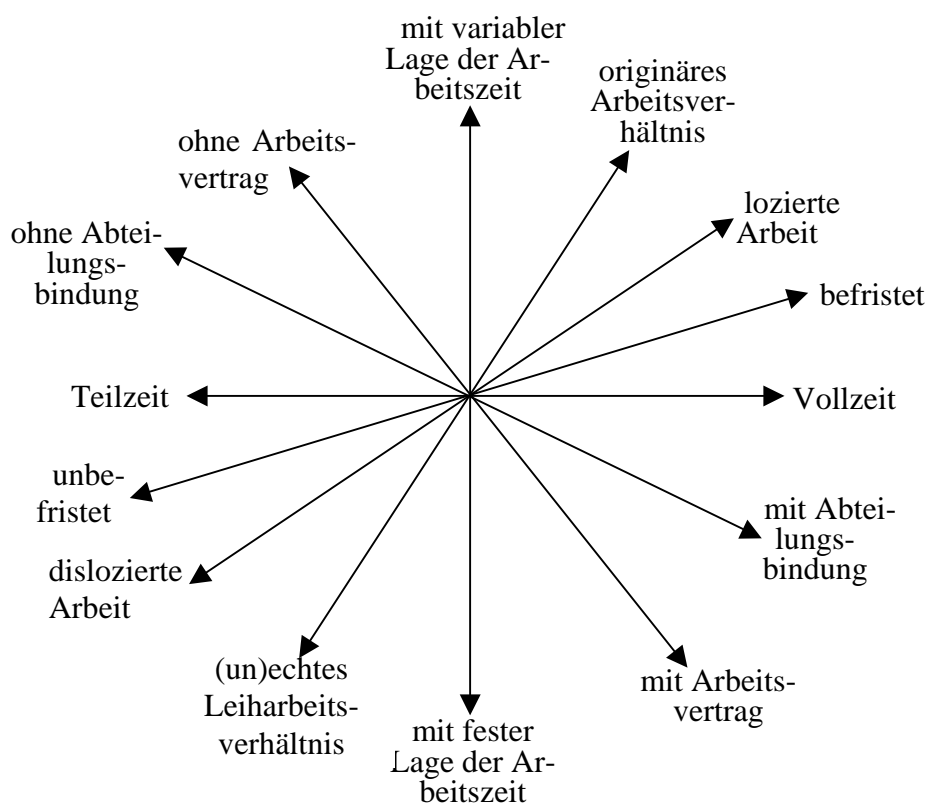 mit variabler
Lage der Ar-
beitszeit
originäres
Arbeitsver-
hältnis
ohne Arbeits-
vertrag
lozierte
Arbeit
ohne Abtei-
lungs-
bindung
befristet
Teilzeit
Vollzeit
unbe-
fristet
mit Abtei-
lungs-
bindung
dislozierte
Arbeit
(un)echtes
Leiharbeits-
verhältnis
mit Arbeits-
vertrag
mit fester
Lage der Ar-
beitszeit